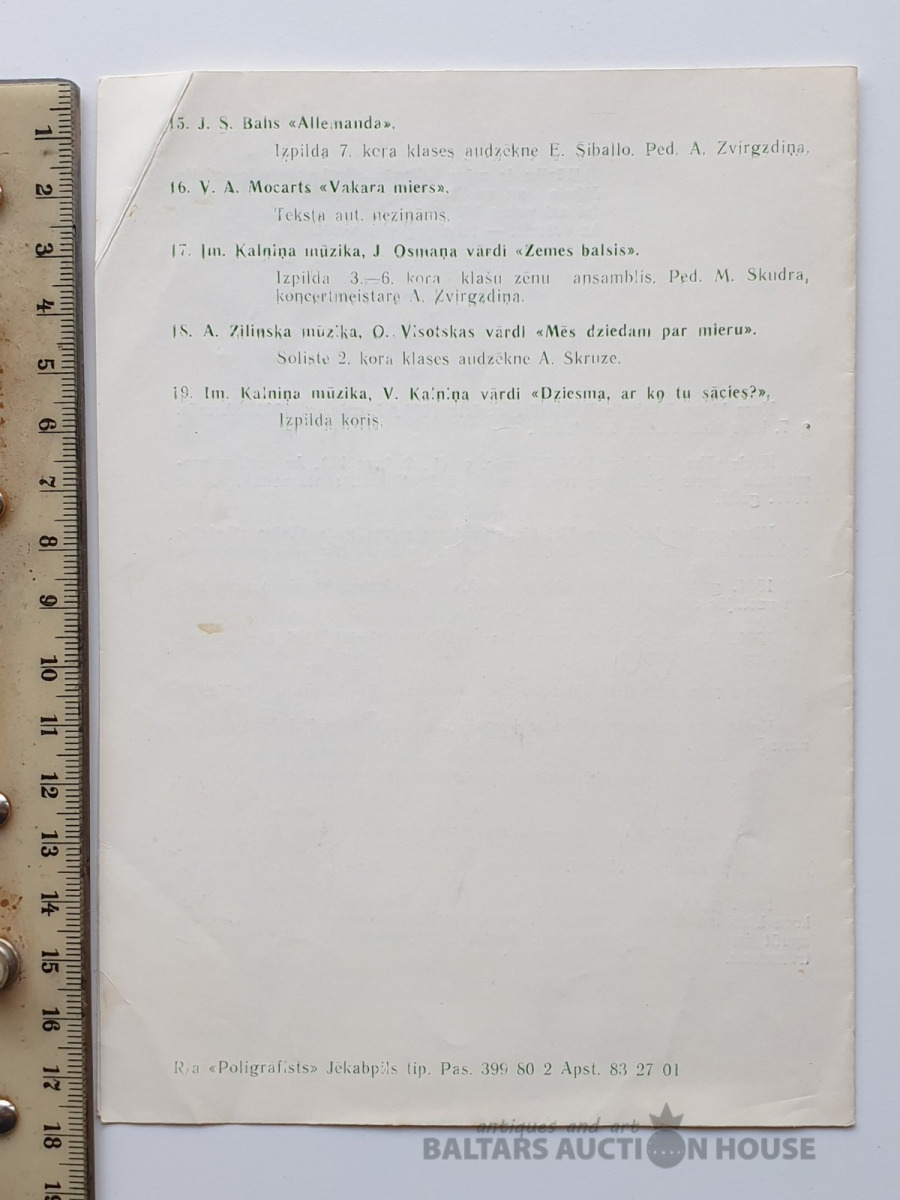 15. J. S. Bahs «Allemanda».
Izpilda 7. kora klases audzēkne E. Šiballo. Ped. A. Zvirgzdiņa.
16. V. A. Mocarts «Vakara miers».
Teksta aut. nezināms.
17. Im. Kalniņa mūzika, J Osmaņa vārdi «Zemes balsis».
Izpilda 3.—6. kora klašu zēnu ansamblis. Ped. M. Skudra,
koncertmeistare A. Zvirgzdiņa.
18. A. Žilinska mūzika, O. Visotskas vārdi «Mēs dziedam par mieru».
Soliste 2. kora klases audzēkne A. Skruze.
19. Im. Kalniņa mūzika, V. Kalniņa vārdi «Dziesma, ar ko tu sācies?».
Izpilda koris.
R/a «Poligrāfists» Jēkabpils tip. Pas. 399 80 2 Apst. 83 27 01
1
2
3
4
5
6
7
8
9
10
11
12
13
14
15
16
17
18
19
antiques and art
BALTARS AUCTION HOUSE